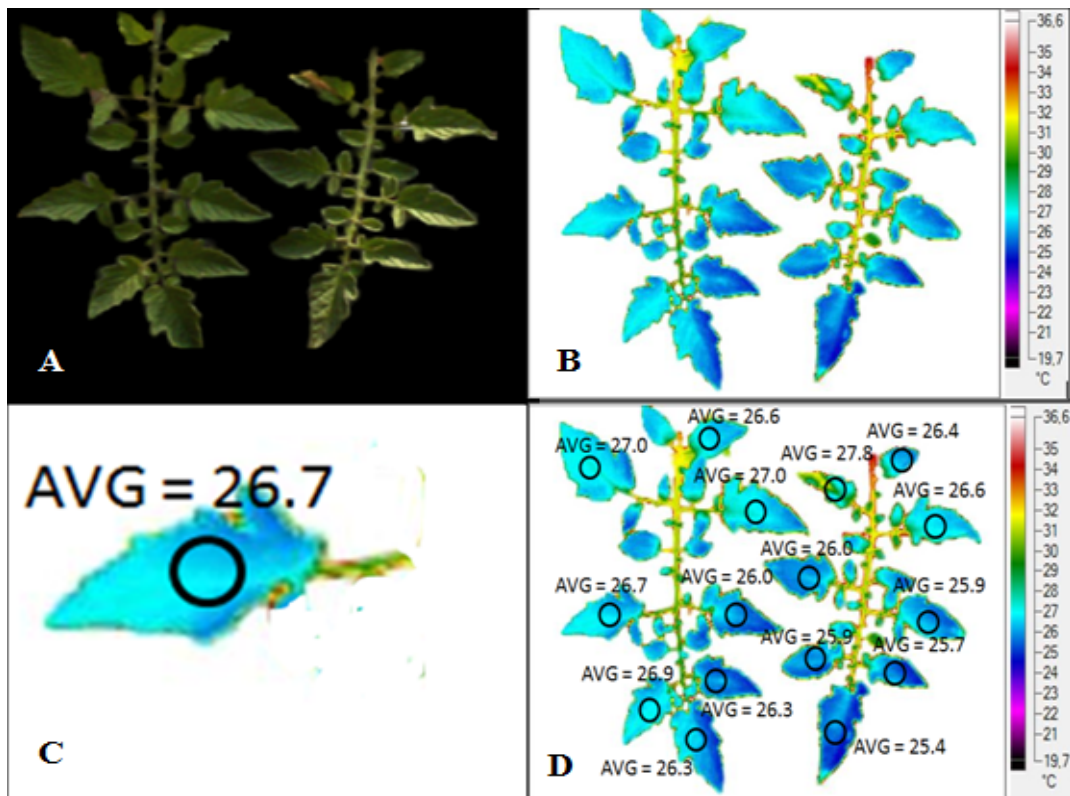 A
B
36,6
35
34
33
32
31
30
29
28
27
26
25
24
23
22
21
19,7
°C
AVG = 26.7
C
AVG = 26.6
AVG = 27.0
AVG = 26.4
AVG = 27.8
AVG = 27.0
AVG = 26.6
AVG = 26.0
AVG = 26.7
AVG = 26.0
AVG = 25.9
AVG = 25.9
AVG = 25.7
AVG = 26.9
AVG = 26.3
AVG = 25.4
AVG = 26.3
D
36,6
35
34
33
32
31
30
29
28
27
26
25
24
23
22
21
19,7
°C